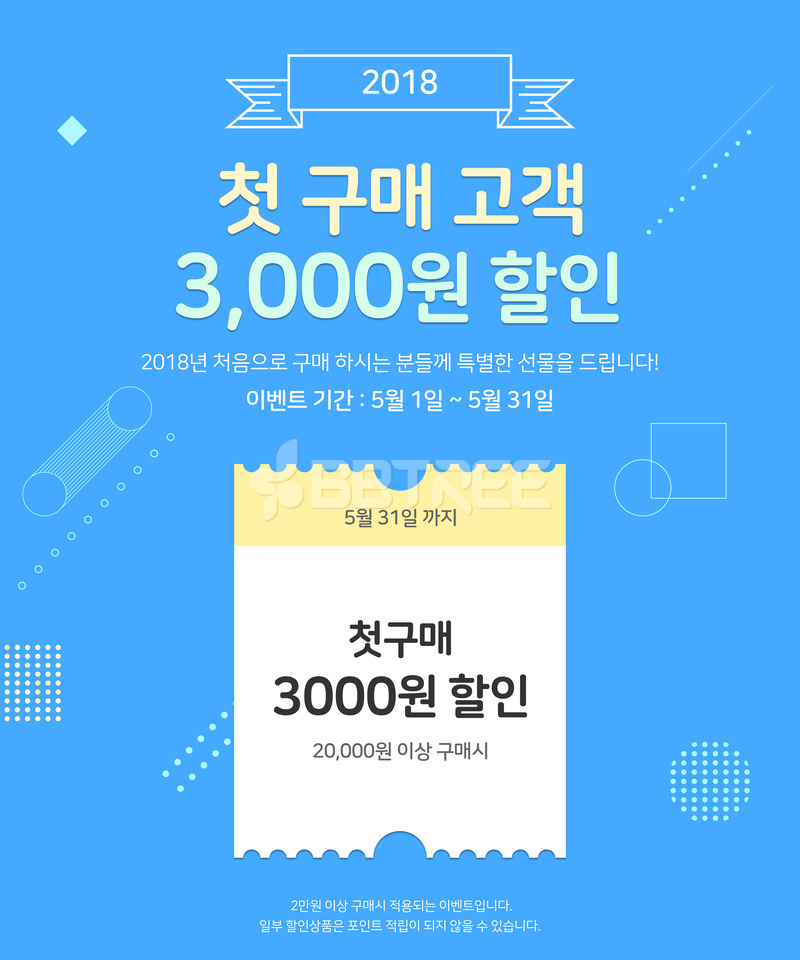 2018
첫 구매 고객
3,000원 할인
2018년 처음으로 구매 하시는 분들께 특별한 선물을 드립니다!
이벤트 기간 : 5월 1일 ~ 5월 31일
BBTREE
5월 31일 까지
첫구매
3000원 할인
20,000원 이상 구매시
2만원 이상 구매시 적용되는 이벤트입니다.
일부 할인상품은 포인트 적립이 되지 않을 수 있습니다.